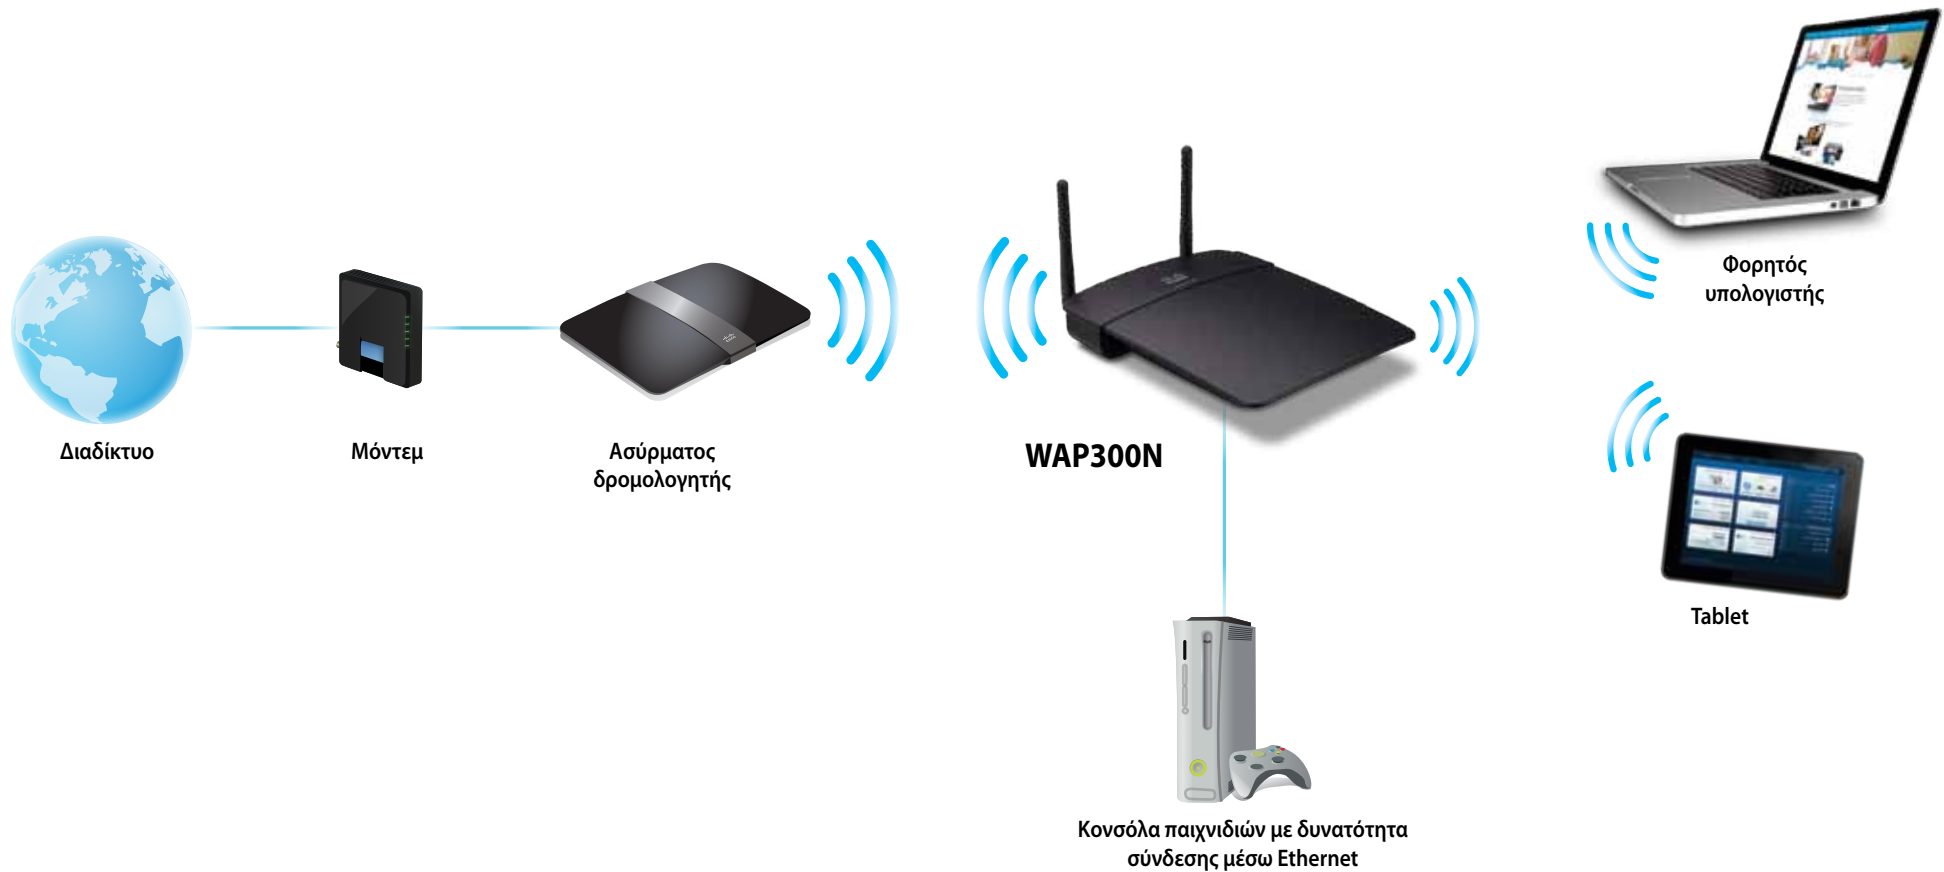 Διαδίκτυο
Μόντεμ
Ασύρματος
δρομολογητής
WAP300N
Φορητός
υπολογιστής
Tablet
Κονσόλα παιχνιδιών με δυνατότητα
σύνδεσης μέσω Ethernet